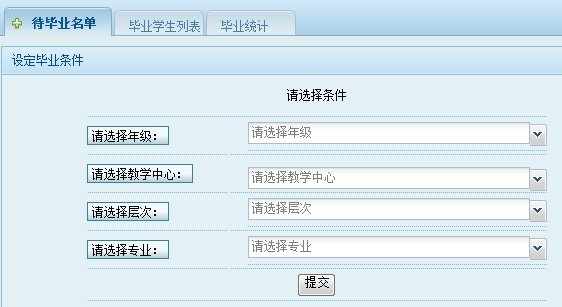 待毕业名单 毕业学生列表 毕业统计
设定毕业条件
请选择条件
请选择年级： 请选择年级
请选择教学中心： 请选择教学中心
请选择层次： 请选择层次
请选择专业： 请选择专业
提交